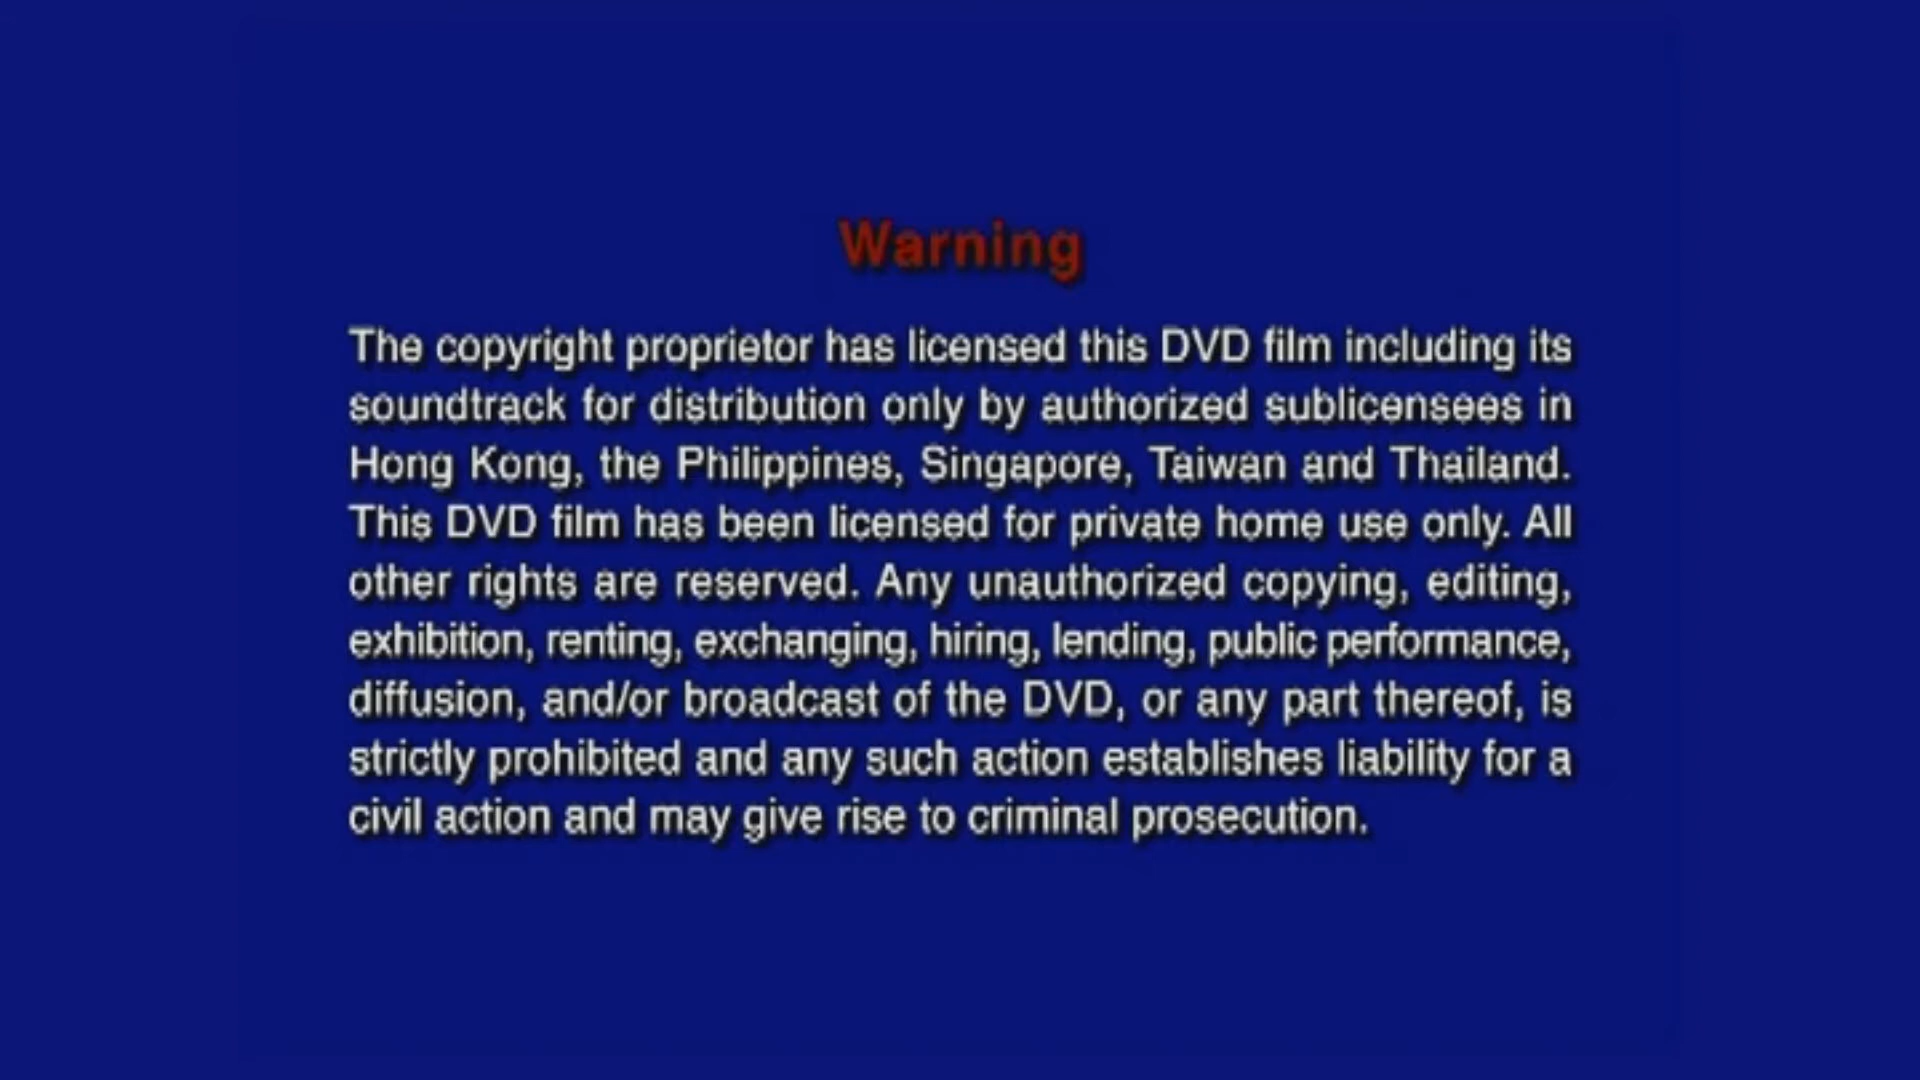 Warning
The copyright proprietor has licensed this DVD film including its
soundtrack for distribution only by authorized sublicensees in
Hong Kong, the Philippines, Singapore, Taiwan and Thailand.
This DVD film has been licensed for private home use only. All
other rights are reserved. Any unauthorized copying, editing,
exhibition, renting, exchanging, hiring, lending, public performance,
diffusion, and/or broadcast of the DVD, or any part thereof, is
strictly prohibited and any such action establishes liability for a
civil action and may give rise to criminal prosecution.